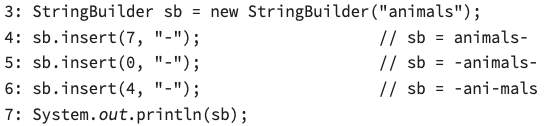 3: StringBuilder sb = new StringBuilder("animals");
4: sb.insert(7, "-"); // sb = animals-
5: sb.insert(0, "-"); // sb = -animals-
6: sb.insert(4, "-"); // sb = -ani-mals
7: System.out.println(sb);